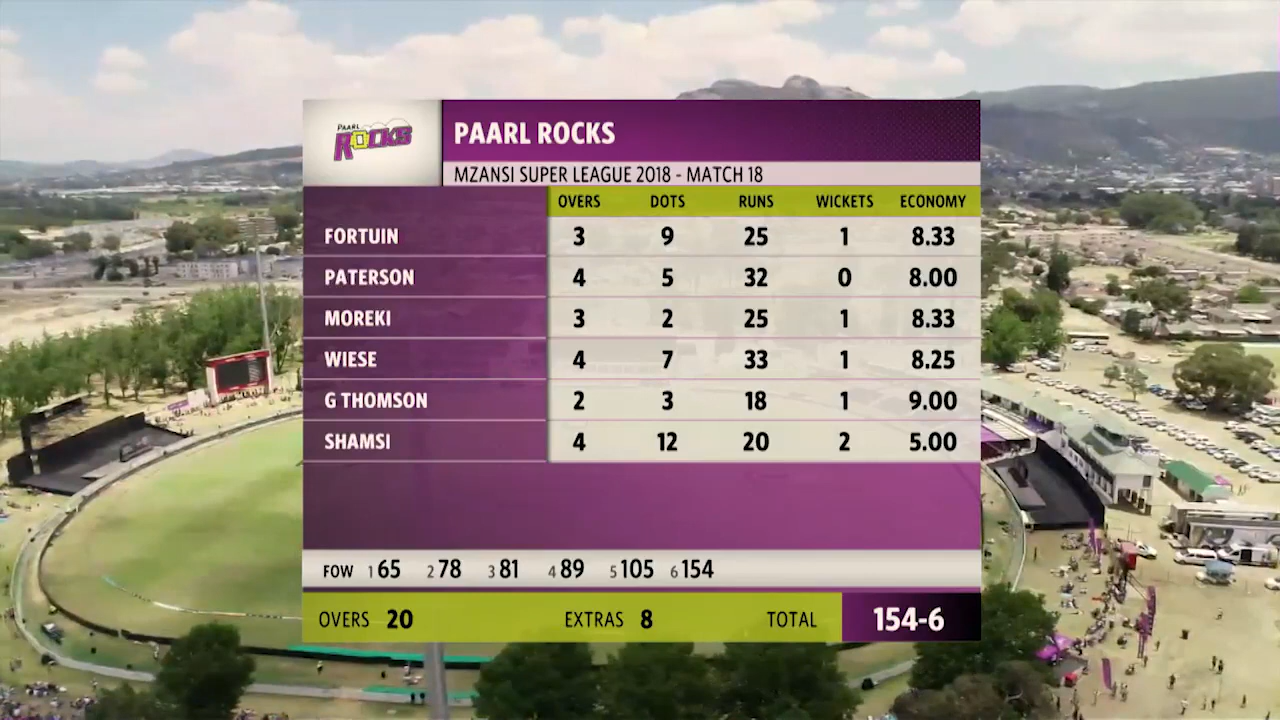 PAARL ROCKS
PAARL ROCKS
MZANSI SUPER LEAGUE 2018 - MATCH 18
OVERS DOTS RUNS WICKETS ECONOMY
FORTUIN 3 9 25 1 8.33
PATERSON 4 5 32 0 8.00
MOREKI 3 2 25 1 8.33
WIESE 4 7 33 1 8.25
G THOMSON 2 3 18 1 9.00
SHAMSI 4 12 20 2 5.00
FOW 1 65 2 78 3 81 4 89 5 105 6 154
OVERS 20 EXTRAS 8 TOTAL 154-6